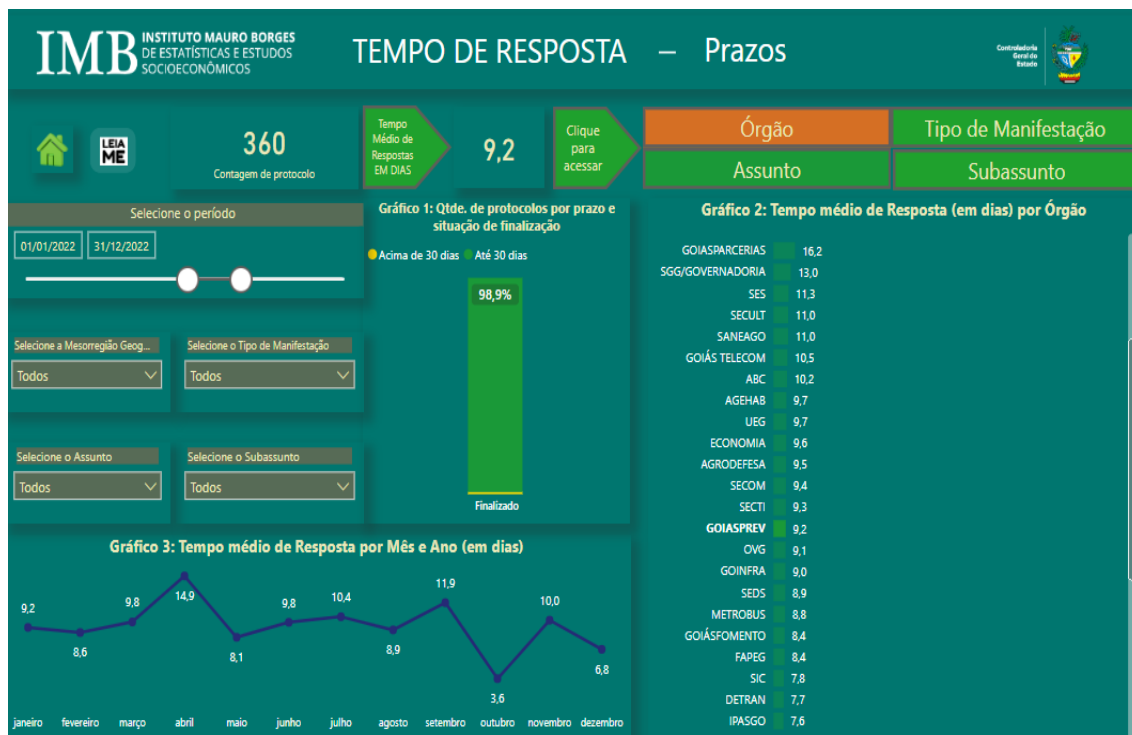 IMB
INSTITUTO MAURO BORGES
DE ESTATÍSTICAS E ESTUDOS
SOCIOECONÔMICOS
TEMPO DE RESPOSTA – Prazos
Controladoria
Geral do
Estado
LEIA
ME
360
Contagem de protocolo
Tempo
Médio de
Respostas
EM DIAS
9,2
Clique
para
acessar
Órgão
Tipo de Manifestação
Assunto
Subassunto
Selecione o período
01/01/2022 31/12/2022
Selecione a Mesorregião Geog...
Todos
Selecione o Tipo de Manifestação
Todos
Selecione o Assunto
Todos
Selecione o Subassunto
Todos
Gráfico 1: Qtde. de protocolos por prazo e
situação de finalização
Acima de 30 dias Até 30 dias
98,9%
Finalizado
Gráfico 2: Tempo médio de Resposta (em dias) por Órgão
GOIASPARCERIAS 16,2
SGG/GOVERNADORIA 13,0
SES 11,3
SECULT 11,0
SANEAGO 11,0
GOIÁS TELECOM 10,5
ABC 10,2
AGEHAB 9,7
UEG 9,7
ECONOMIA 9,6
AGRODEFESA 9,5
SECOM 9,4
SECTI 9,3
GOIASPREV 9,2
OVG 9,1
GOINFRA 9,0
SEDS 8,9
METROBUS 8,8
GOIÁSFOMENTO 8,4
FAPEG 8,4
SIC 7,8
DETRAN 7,7
IPASGO 7,6
Gráfico 3: Tempo médio de Resposta por Mês e Ano (em dias)
9,2 8,6 9,8 14,9 8,1 9,8 10,4 8,9 11,9 3,6 10,0 6,8
janeiro fevereiro março abril maio junho julho agosto setembro outubro novembro dezembro